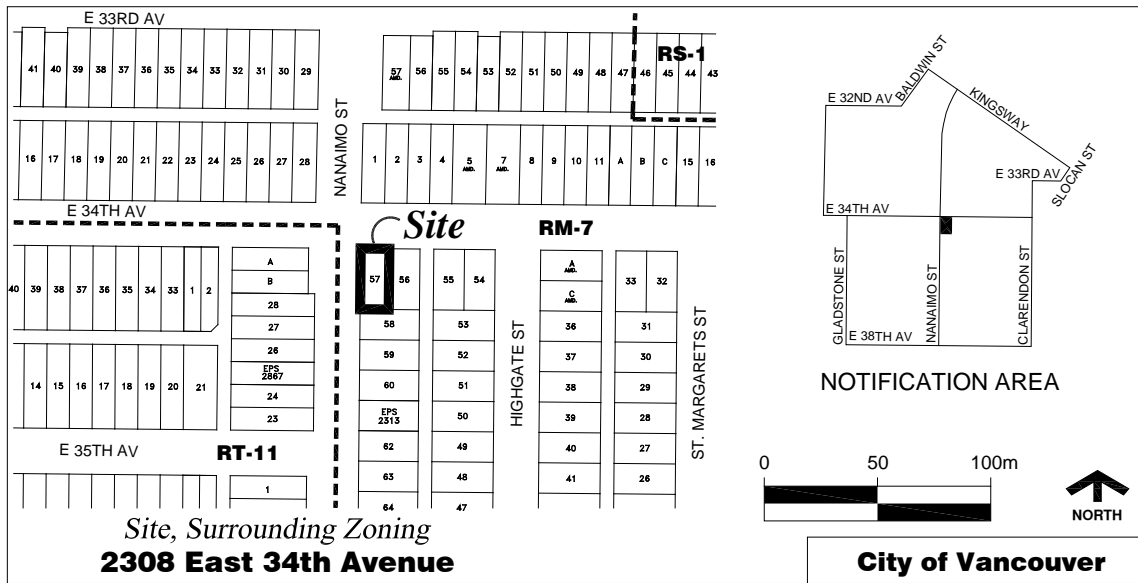 E 33RD AV
41 40 39 38 37 36 35 34 33 32 31 30 29
57 AMD. 56 55 54 53 52 51 50 49 48 47 46 45 44 43
RS-1
NANAIMO ST
16 17 18 19 20 21 22 23 24 25 26 27 28
1 2 3 4 5 AMD. 7 AMD. 8 9 10 11 A B C 15 16
E 34TH AV
Site
RM-7
40 39 38 37 36 35 34 33 1 2
A
B
28
27
26
EPS
2867
24
23
57 56
58
59
60
EPS
2313
62
63
64
55 54
53
52
51
50
49
48
47
HIGHGATE ST
A
AMD.
C
AMD.
36
37
38
39
40
41
33 32
31
30
29
28
27
26
ST. MARGARETS ST
14 15 16 17 18 19 20 21
E 35TH AV
RT-11
1
Site, Surrounding Zoning
2308 East 34th Avenue
BALDWIN ST
E 32ND AV
KINGSWAY
E 33RD AV
SLOCAN ST
E 34TH AV
GLADSTONE ST
NANAIMO ST
CLARENDON ST
E 38TH AV
NOTIFICATION AREA
0 50 100m
NORTH
City of Vancouver